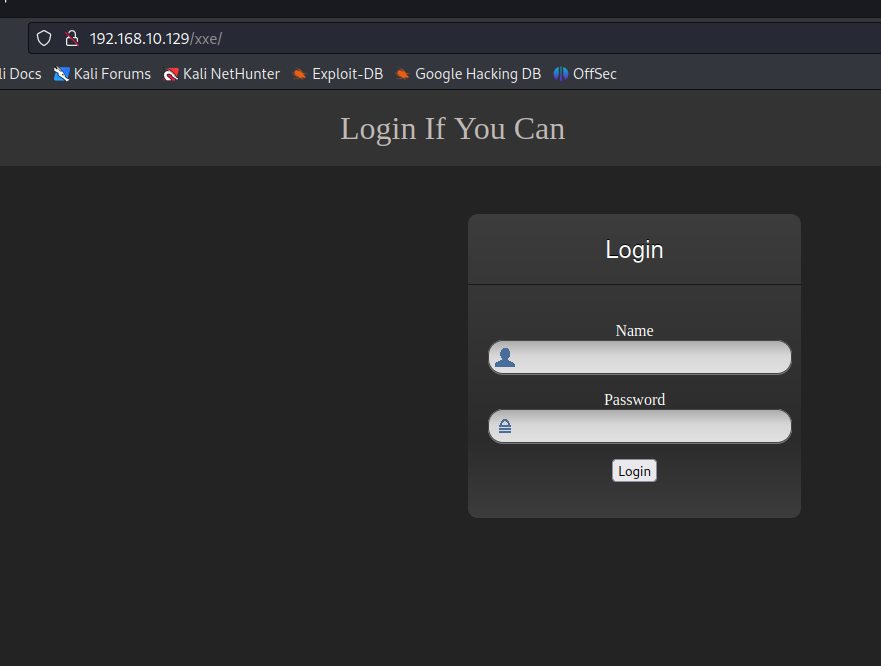 192.168.10.129/xxe/
li Docs Kali Forums Kali NetHunter Exploit-DB Google Hacking DB OffSec
Login If You Can
Login
Name
Password
Login